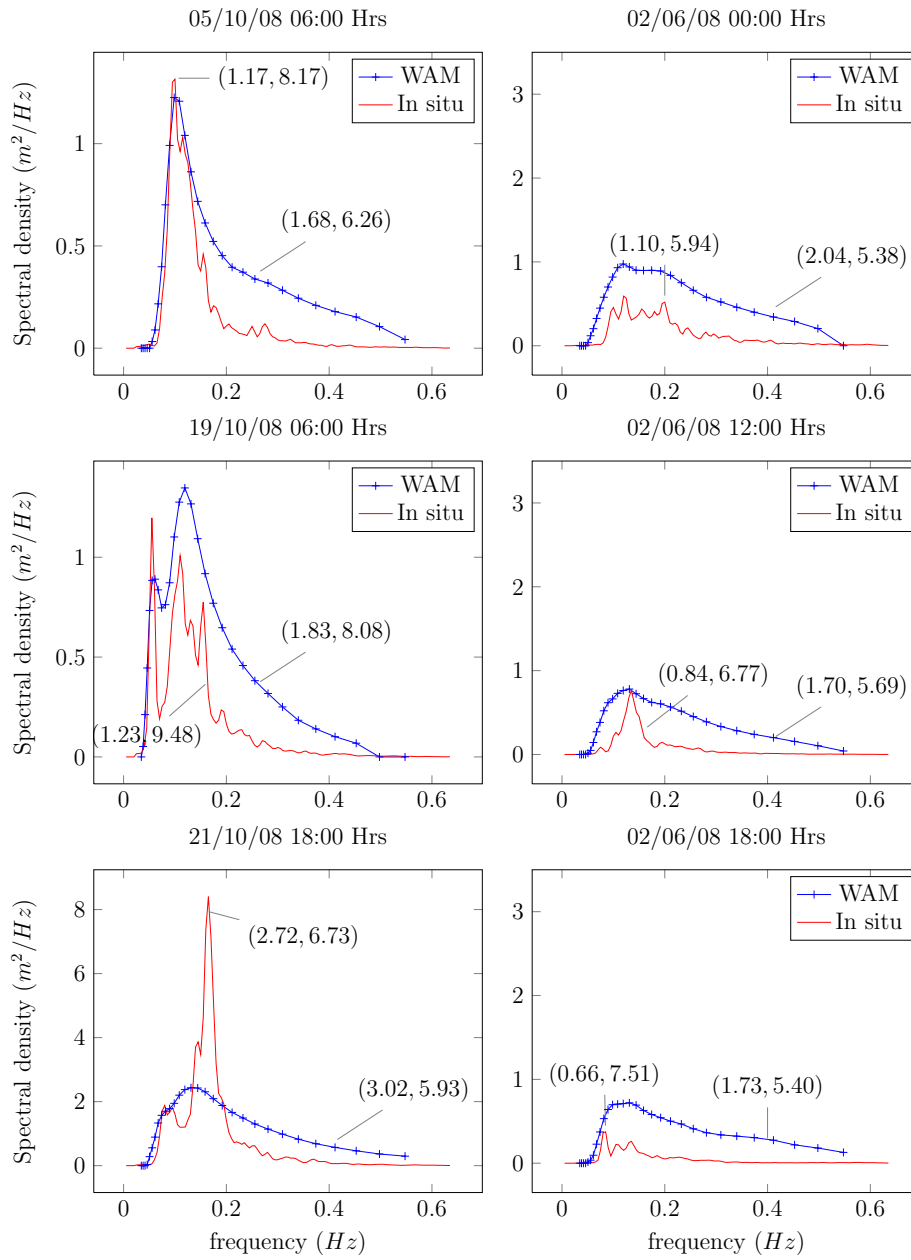 05/10/08 06:00 Hrs
Spectral density (m²/Hz)
1
0.5
0
0 0.2 0.4 0.6
(1.17, 8.17)
(1.68, 6.26)
WAM
In situ
02/06/08 00:00 Hrs
3
2
1
0
0 0.2 0.4 0.6
(1.10, 5.94)
(2.04, 5.38)
WAM
In situ
19/10/08 06:00 Hrs
Spectral density (m²/Hz)
1
0.5
0
0 0.2 0.4 0.6
(1.83, 8.08)
(1.23, 9.48)
WAM
In situ
02/06/08 12:00 Hrs
3
2
1
0
0 0.2 0.4 0.6
(0.84, 6.77)
(1.70, 5.69)
WAM
In situ
21/10/08 18:00 Hrs
Spectral density (m²/Hz)
8
6
4
2
0
0 0.2 0.4 0.6
frequency (Hz)
(2.72, 6.73)
(3.02, 5.93)
02/06/08 18:00 Hrs
3
2
1
0
0 0.2 0.4 0.6
frequency (Hz)
(0.66, 7.51)
(1.73, 5.40)
WAM
In situ